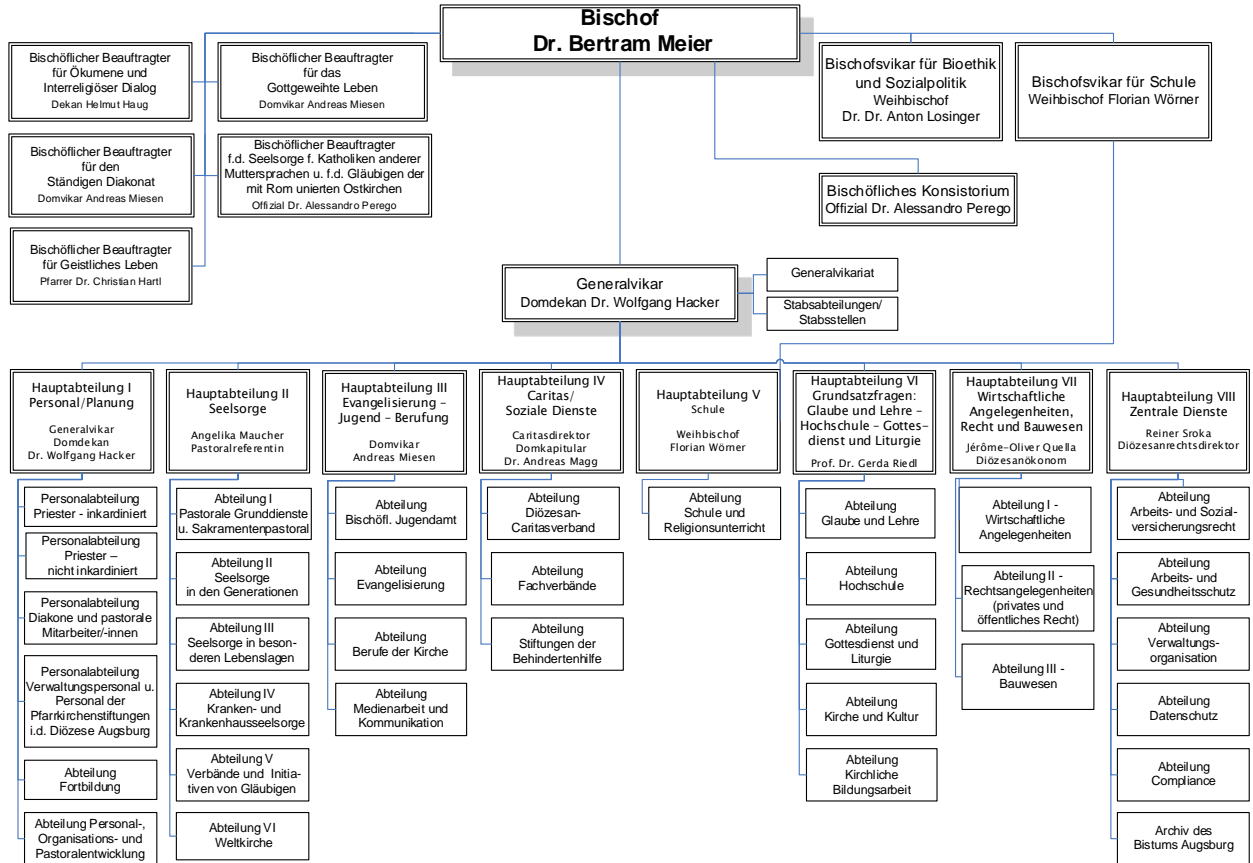 Bischof
Dr. Bertram Meier
Bischöflicher Beauftragter
für Ökumene und
Interreligiöser Dialog
Dekan Helmut Haug
Bischöflicher Beauftragter
für das
Gottgeweihte Leben
Domvikar Andreas Miesen
Bischofsvikar für Bioethik
und Sozialpolitik
Weihbischof
Dr. Dr. Anton Losinger
Bischofsvikar für Schule
Weihbischof Florian Wörner
Bischöflicher Beauftragter
für den
Ständigen Diakonat
Domvikar Andreas Miesen
Bischöflicher Beauftragter
f.d. Seelsorge f. Katholiken anderer
Muttersprachen u. f.d. Gläubigen der
mit Rom unierten Ostkirchen
Offizial Dr. Alessandro Perego
Bischöfliches Konsistorium
Offizial Dr. Alessandro Perego
Bischöflicher Beauftragter
für Geistliches Leben
Pfarrer Dr. Christian Hartl
Generalvikar
Domdekan Dr. Wolfgang Hacker
Generalvikariat
Stabsabteilungen/
Stabsstellen
Hauptabteilung I
Personal/Planung
Generalvikar
Domdekan
Dr. Wolfgang Hacker
Hauptabteilung II
Seelsorge
Angelika Maucher
Pastoralreferentin
Hauptabteilung III
Evangelisierung –
Jugend – Berufung
Domvikar
Andreas Miesen
Hauptabteilung IV
Caritas/
Soziale Dienste
Caritasdirektor
Domkapitular
Dr. Andreas Magg
Hauptabteilung V
Schule
Weihbischof
Florian Wörner
Hauptabteilung VI
Grundsatzfragen:
Glaube und Lehre –
Hochschule – Gottes-
dienst und Liturgie
Prof. Dr. Gerda Riedl
Hauptabteilung VII
Wirtschaftliche
Angelegenheiten,
Recht und Bauwesen
Jérôme-Oliver Quella
Diözesanökonom
Hauptabteilung VIII
Zentrale Dienste
Reiner Sroka
Diözesanrechtsdirektor
Personalabteilung
Priester - inkardiniert
Personalabteilung
Priester –
nicht inkardiniert
Personalabteilung
Diakone und pastorale
Mitarbeiter/-innen
Personalabteilung
Verwaltungspersonal u.
Personal der
Pfarrkirchenstiftungen
i.d. Diözese Augsburg
Abteilung
Fortbildung
Abteilung Personal-,
Organisations- und
Pastoralentwicklung
Abteilung I
Pastorale Grunddienste
u. Sakramentenpastoral
Abteilung II
Seelsorge
in den Generationen
Abteilung III
Seelsorge in beson-
deren Lebenslagen
Abteilung IV
Kranken- und
Krankenhausseelsorge
Abteilung V
Verbände und Initia-
tiven von Gläubigen
Abteilung VI
Weltkirche
Abteilung
Bischöfl. Jugendamt
Abteilung
Evangelisierung
Abteilung
Berufe der Kirche
Abteilung
Medienarbeit und
Kommunikation
Abteilung
Diözesan-
Caritasverband
Abteilung
Fachverbände
Abteilung
Stiftungen der
Behindertenhilfe
Abteilung
Schule und
Religionsunterricht
Abteilung
Glaube und Lehre
Abteilung
Hochschule
Abteilung
Gottesdienst und
Liturgie
Abteilung
Kirche und Kultur
Abteilung
Kirchliche
Bildungsarbeit
Abteilung I -
Wirtschaftliche
Angelegenheiten
Abteilung II -
Rechtsangelegenheiten
(privates und
öffentliches Recht)
Abteilung III -
Bauwesen
Abteilung
Arbeits- und Sozial-
versicherungsrecht
Abteilung
Arbeits- und
Gesundheitsschutz
Abteilung
Verwaltungs-
organisation
Abteilung
Datenschutz
Abteilung
Compliance
Archiv des
Bistums Augsburg